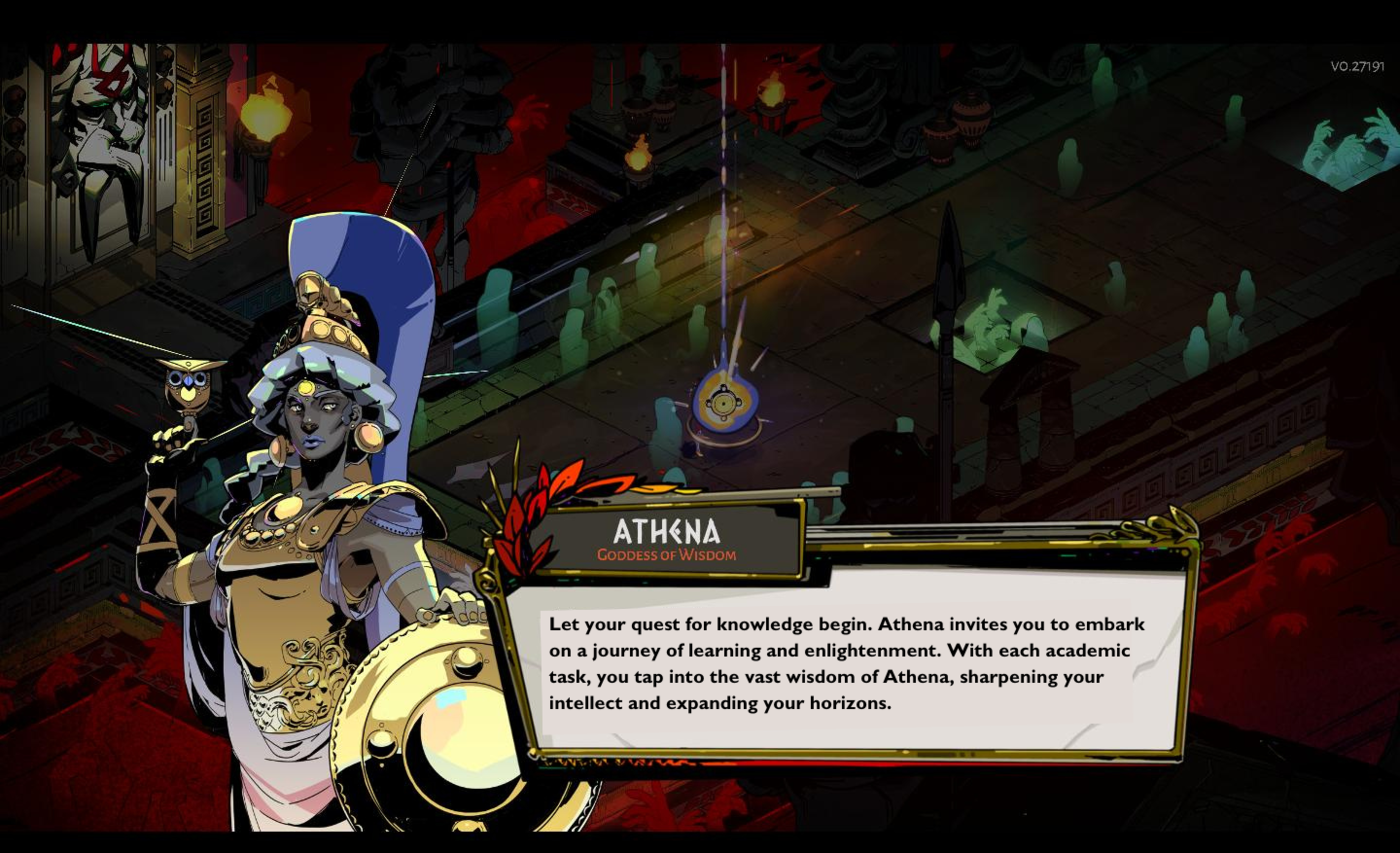 V0.27191
ATHENA
GODDESS OF WISDOM
Let your quest for knowledge begin. Athena invites you to embark
on a journey of learning and enlightenment. With each academic
task, you tap into the vast wisdom of Athena, sharpening your
intellect and expanding your horizons.